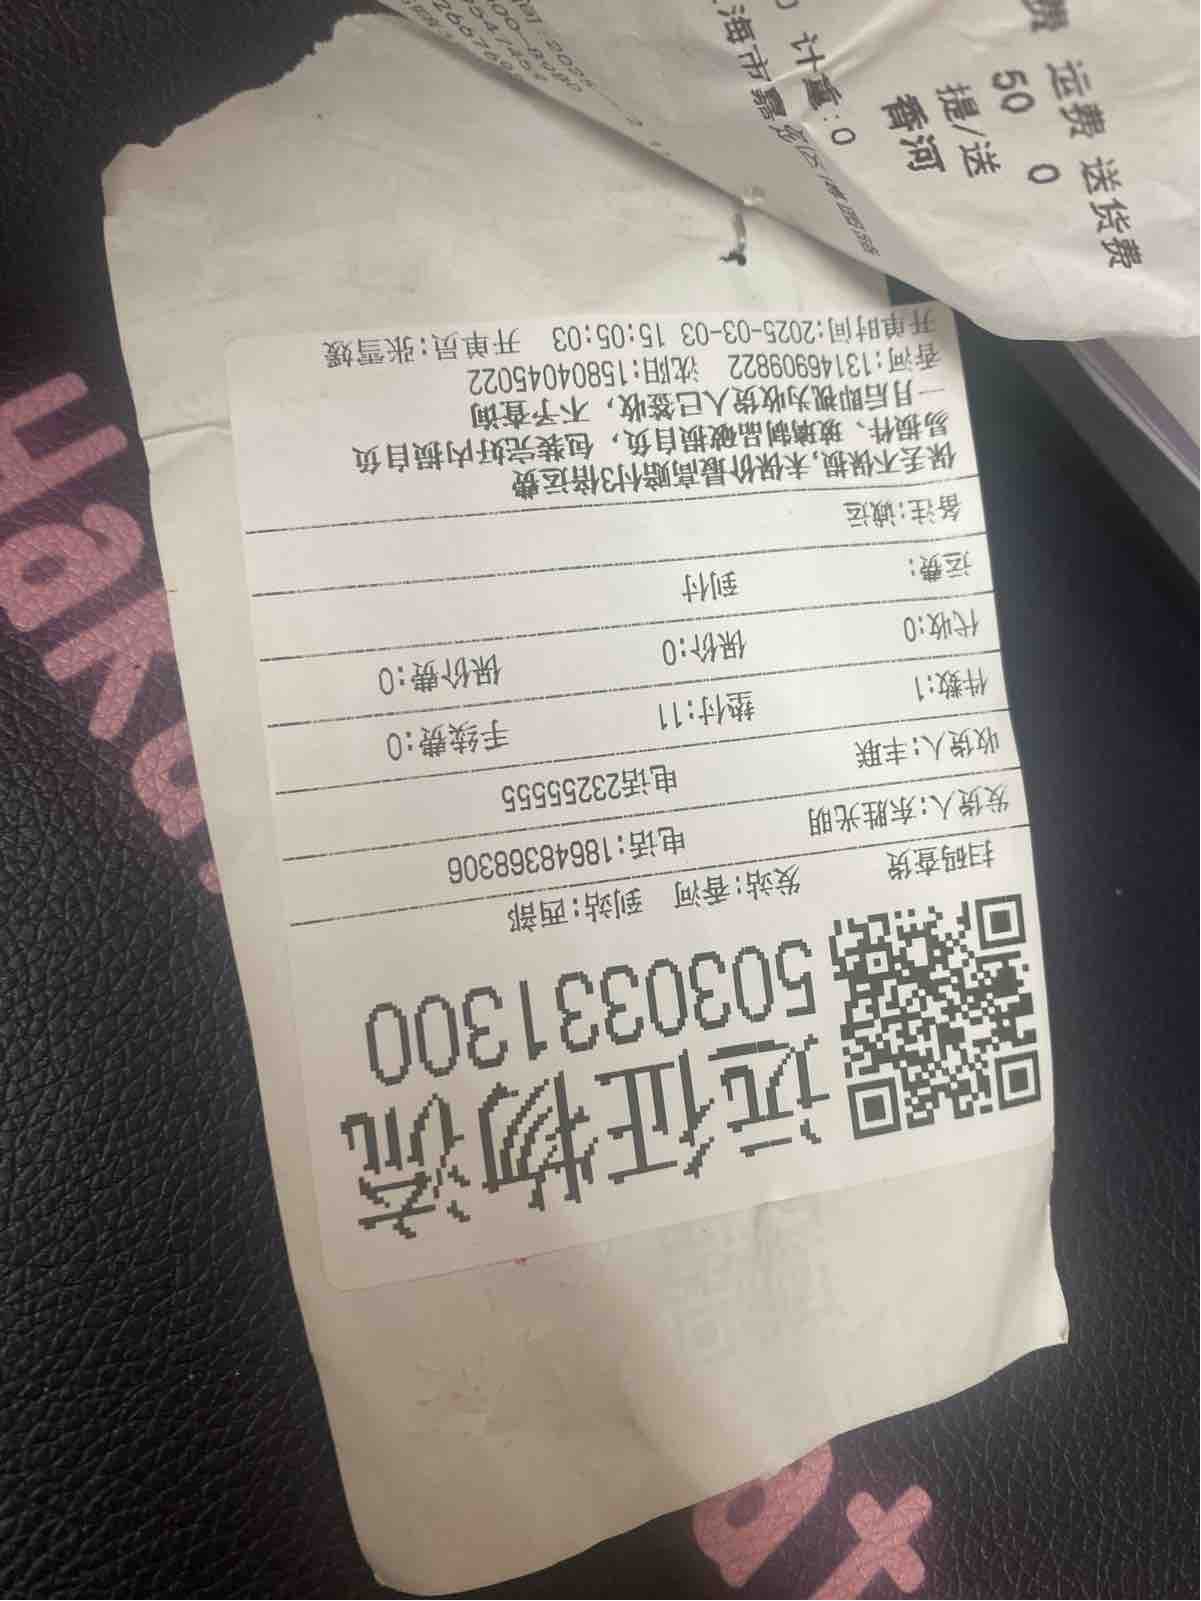 远征物流
5030331300
扫码查货 发站:香河 到站:西部
发货人:东胜光明 电话:18648368306
收货人:丰联 电话23255555
件数:1 垫付:11 手续费:0
代收:0 保价:0 保价费:0
运费: 到付
备注:诚运
保丢不保损,未保价最高赔付3倍运费
易损件、玻璃制品破损自负,包装完好内损自负
一月后即视为收货人已签收,不予查询
香河:13146909822 沈阳:15804045022
开单时间:2025-03-03 15:05:03 开单员:张雪媛
费 运费 送货费
50 0
提/送
香河
计重:0
海市
Hako
at